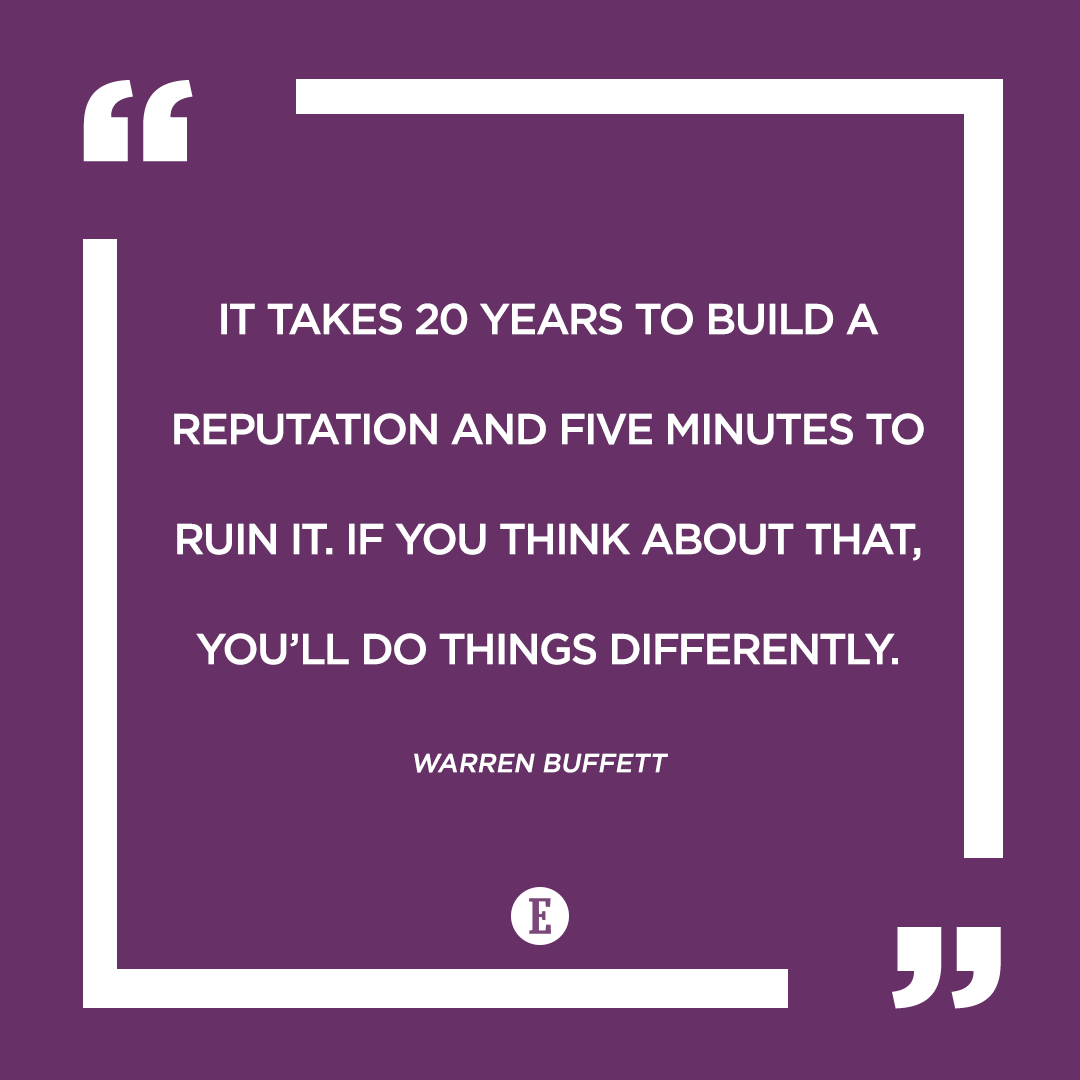 “
IT TAKES 20 YEARS TO BUILD A
REPUTATION AND FIVE MINUTES TO
RUIN IT. IF YOU THINK ABOUT THAT,
YOU’LL DO THINGS DIFFERENTLY.
WARREN BUFFETT
E
”